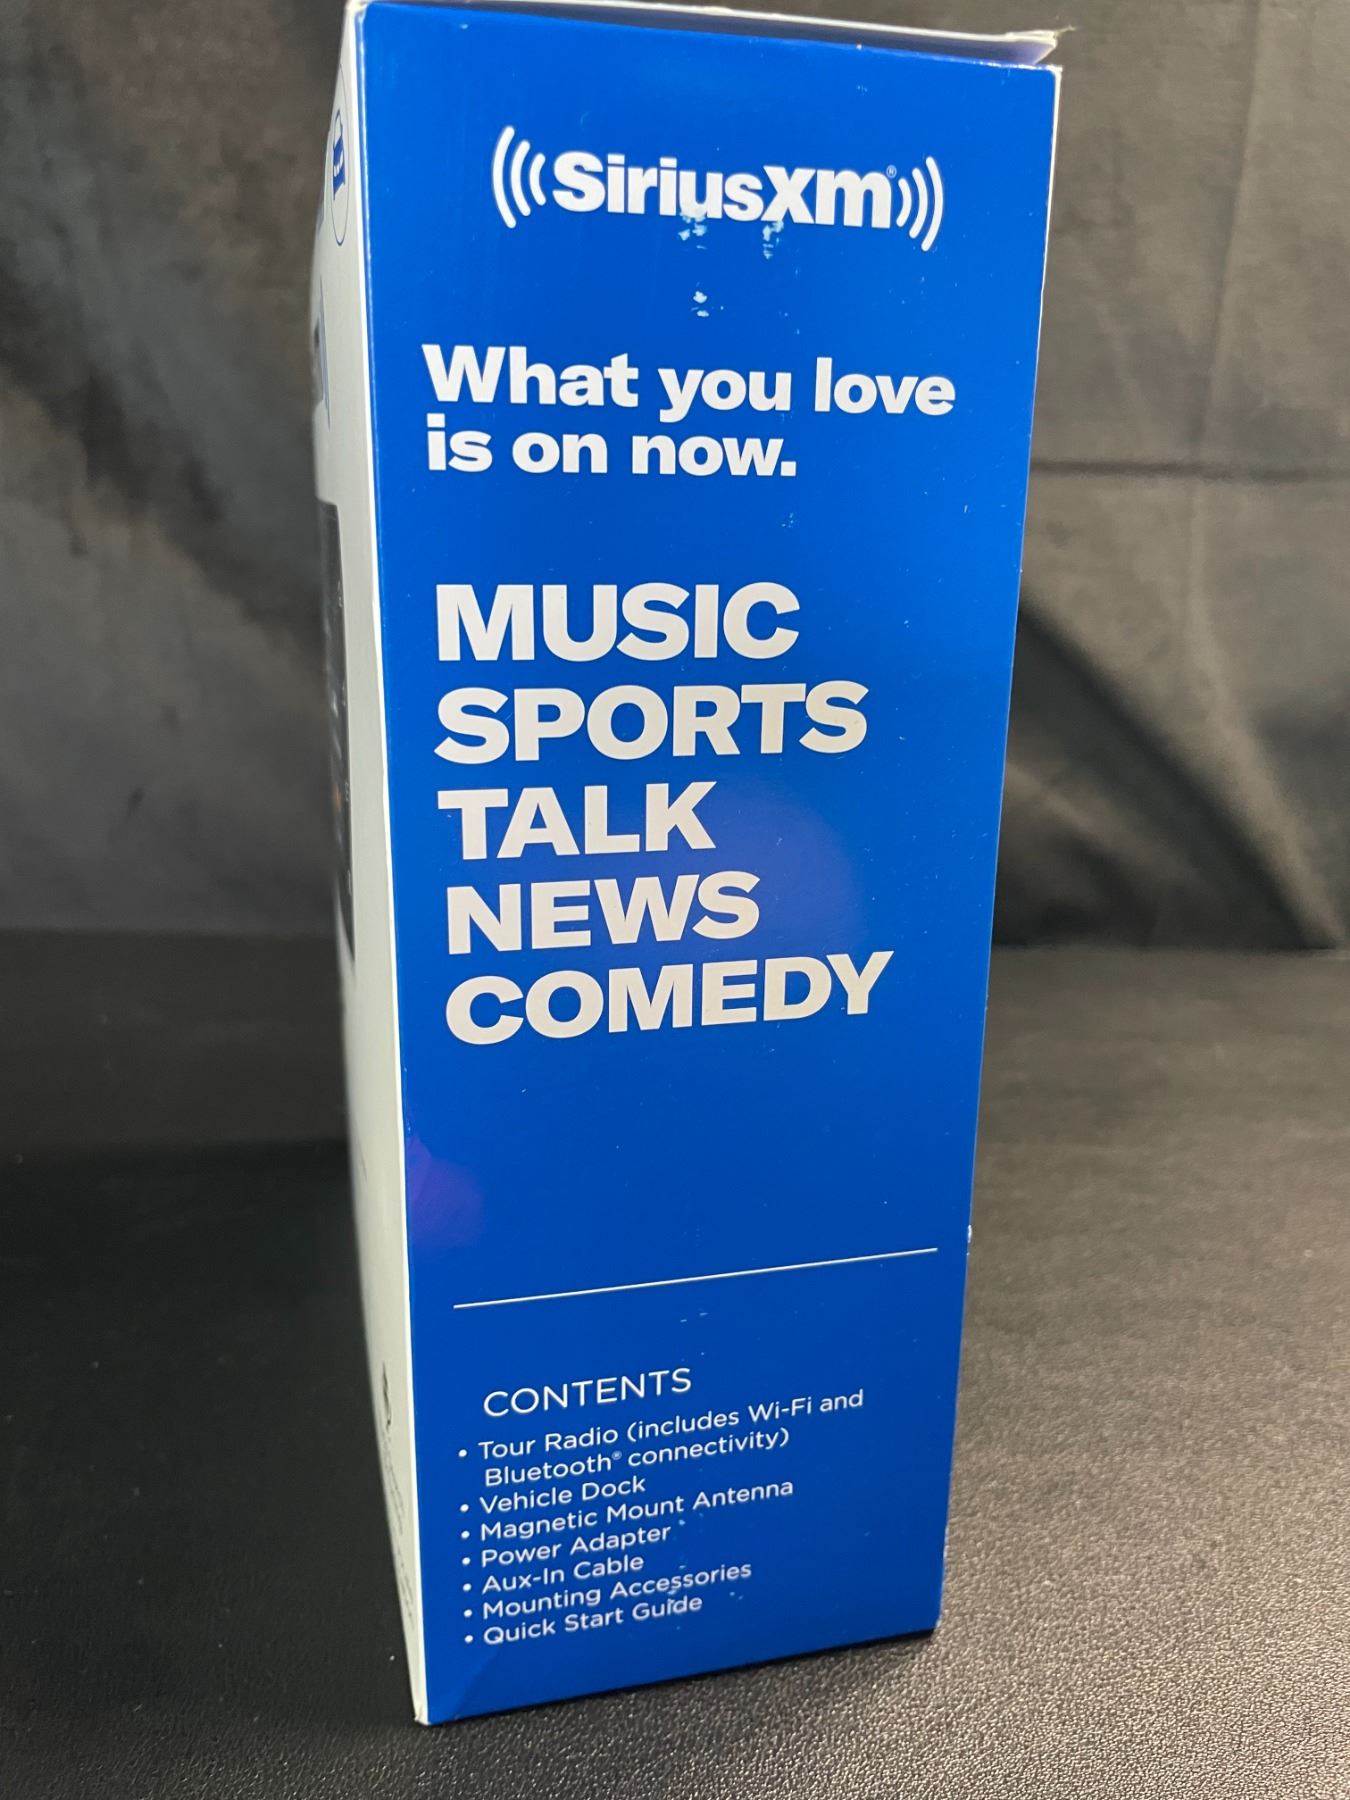 SiriusXM®
What you love
is on now.
MUSIC
SPORTS
TALK
NEWS
COMEDY
CONTENTS
• Tour Radio (includes Wi-Fi and
Bluetooth® connectivity)
• Vehicle Dock
• Magnetic Mount Antenna
• Power Adapter
• Aux-In Cable
• Mounting Accessories
• Quick Start Guide